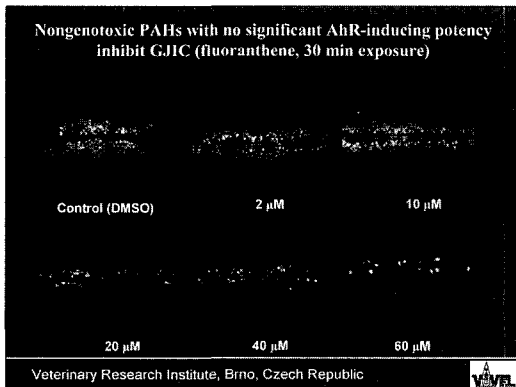 Nongenotoxic PAHs with no significant AhR-inducing potency
inhibit GJIC (fluoranthene, 30 min exposure)
Control (DMSO)
2 µM
10 µM
20 µM
40 µM
60 µM
Veterinary Research Institute, Brno, Czech Republic